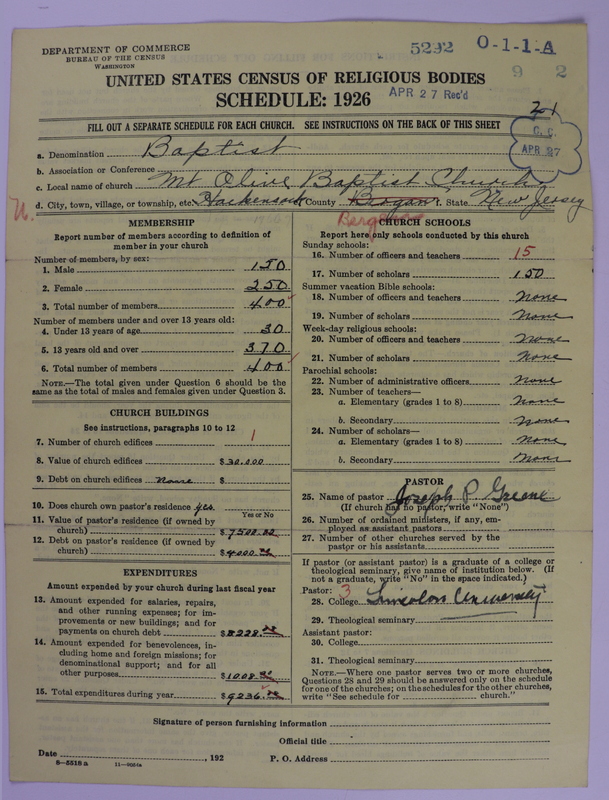 DEPARTMENT OF COMMERCE
BUREAU OF THE CENSUS
WASHINGTON
5292 0-1-1-A
9 2
UNITED STATES CENSUS OF RELIGIOUS BODIES
SCHEDULE: 1926
APR 27 Rec'd
FILL OUT A SEPARATE SCHEDULE FOR EACH CHURCH. SEE INSTRUCTIONS ON THE BACK OF THIS SHEET
C. C.
APR 27
a. Denomination Baptist
b. Association or Conference
c. Local name of church Mt Olive Baptist Church
d. City, town, village, or township, etc. Hackensack County Bergan State New Jersey
U. Bergen
MEMBERSHIP
Report number of members according to definition of
member in your church
Number of members, by sex:
1. Male 150
2. Female 250
3. Total number of members 400
Number of members under and over 13 years old:
4. Under 13 years of age 30
5. 13 years old and over 370
6. Total number of members 400
NOTE.—The total given under Question 6 should be the
same as the total of males and females given under Question 3.
CHURCH BUILDINGS
See instructions, paragraphs 10 to 12
7. Number of church edifices 1
8. Value of church edifices $30.000
9. Debt on church edifices none $
10. Does church own pastor's residence yes
Yes or No
11. Value of pastor's residence (if owned by
church) $7500.00
12. Debt on pastor's residence (if owned by
church) $4000.00
EXPENDITURES
Amount expended by your church during last fiscal year
13. Amount expended for salaries, repairs,
and other running expenses; for im-
provements or new buildings; and for
payments on church debt $8228.00
14. Amount expended for benevolences, in-
cluding home and foreign missions; for
denominational support; and for all
other purposes $1008.00
15. Total expenditures during year $9236.00
CHURCH SCHOOLS
Report here only schools conducted by this church
Sunday schools:
16. Number of officers and teachers 15
17. Number of scholars 150
Summer vacation Bible schools:
18. Number of officers and teachers none
19. Number of scholars none
Week-day religious schools:
20. Number of officers and teachers none
21. Number of scholars none
Parochial schools:
22. Number of administrative officers none
23. Number of teachers—
a. Elementary (grades 1 to 8) none
b. Secondary none
24. Number of scholars—
a. Elementary (grades 1 to 8) none
b. Secondary none
PASTOR
25. Name of pastor Joseph P. Greene
(If church has no pastor, write "None")
26. Number of ordained ministers, if any, em-
ployed as assistant pastors
27. Number of other churches served by the
pastor or his assistants
If pastor (or assistant pastor) is a graduate of a college or
theological seminary, give name of institution below. (If
not a graduate, write "No" in the space indicated.)
Pastor: 3
28. College Lincoln University
29. Theological seminary
Assistant pastor:
30. College
31. Theological seminary
NOTE.—Where one pastor serves two or more churches,
Questions 28 and 29 should be answered only on the schedule
for one of the churches; on the schedules for the other churches,
write "See schedule for church."
Signature of person furnishing information
Official title
Date , 192 P. O. Address
8-5518 a 11-9054a